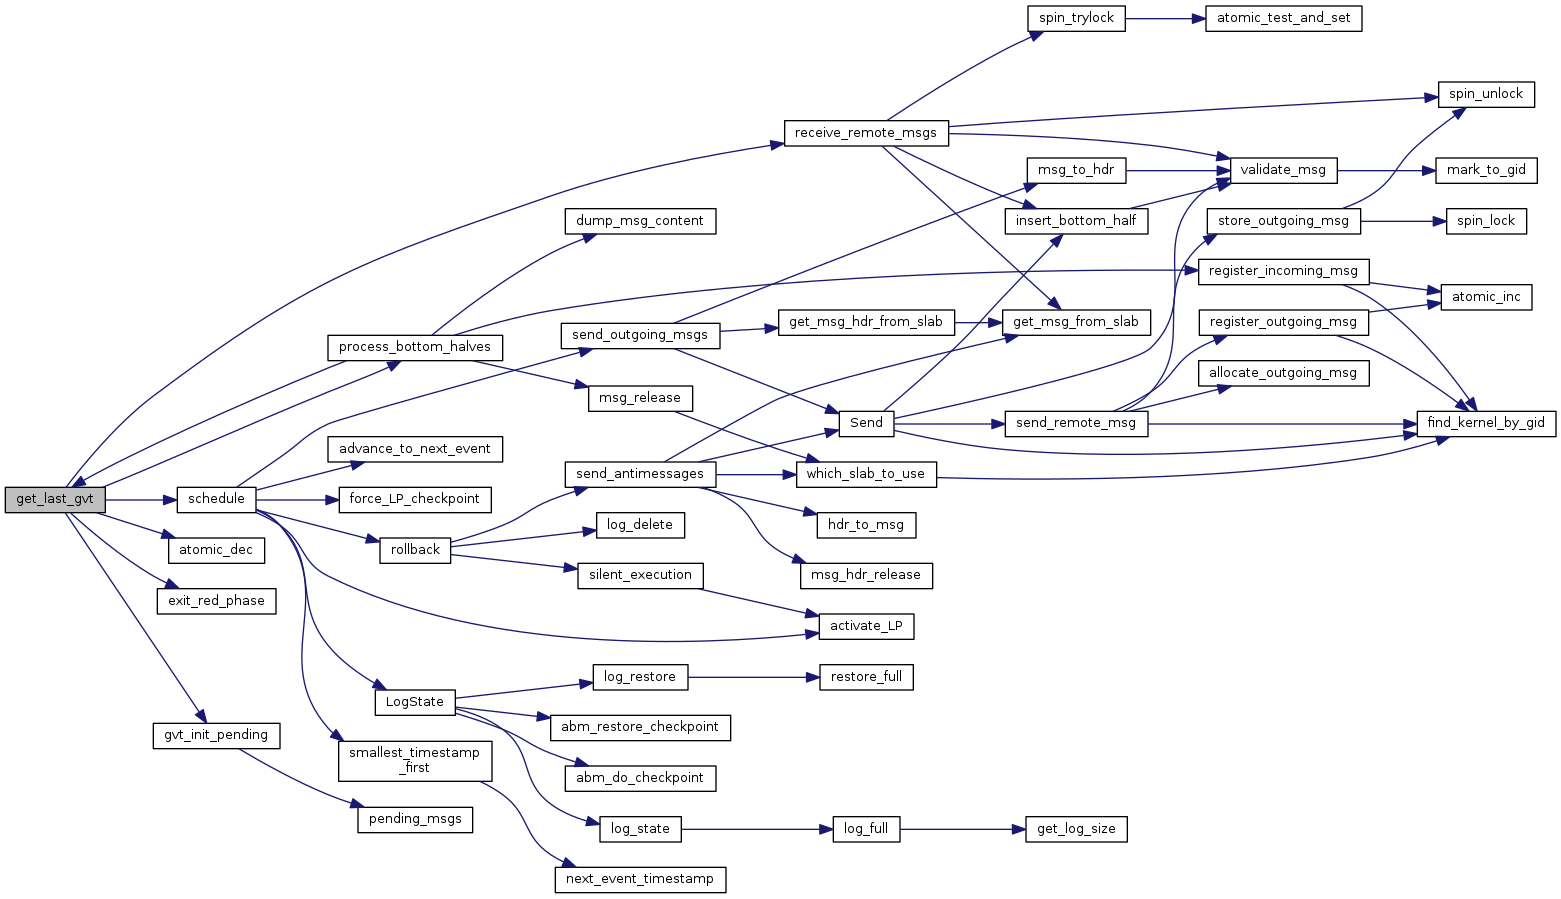 spin_trylock
atomic_test_and_set
spin_unlock
receive_remote_msgs
msg_to_hdr
validate_msg
mark_to_gid
dump_msg_content
insert_bottom_half
store_outgoing_msg
spin_lock
register_incoming_msg
atomic_inc
process_bottom_halves
send_outgoing_msgs
get_msg_hdr_from_slab
get_msg_from_slab
register_outgoing_msg
allocate_outgoing_msg
msg_release
Send
send_remote_msg
find_kernel_by_gid
advance_to_next_event
send_antimessages
which_slab_to_use
get_last_gvt
schedule
force_LP_checkpoint
log_delete
hdr_to_msg
atomic_dec
rollback
silent_execution
msg_hdr_release
exit_red_phase
activate_LP
log_restore
restore_full
LogState
abm_restore_checkpoint
gvt_init_pending
smallest_timestamp
_first
abm_do_checkpoint
pending_msgs
log_state
log_full
get_log_size
next_event_timestamp